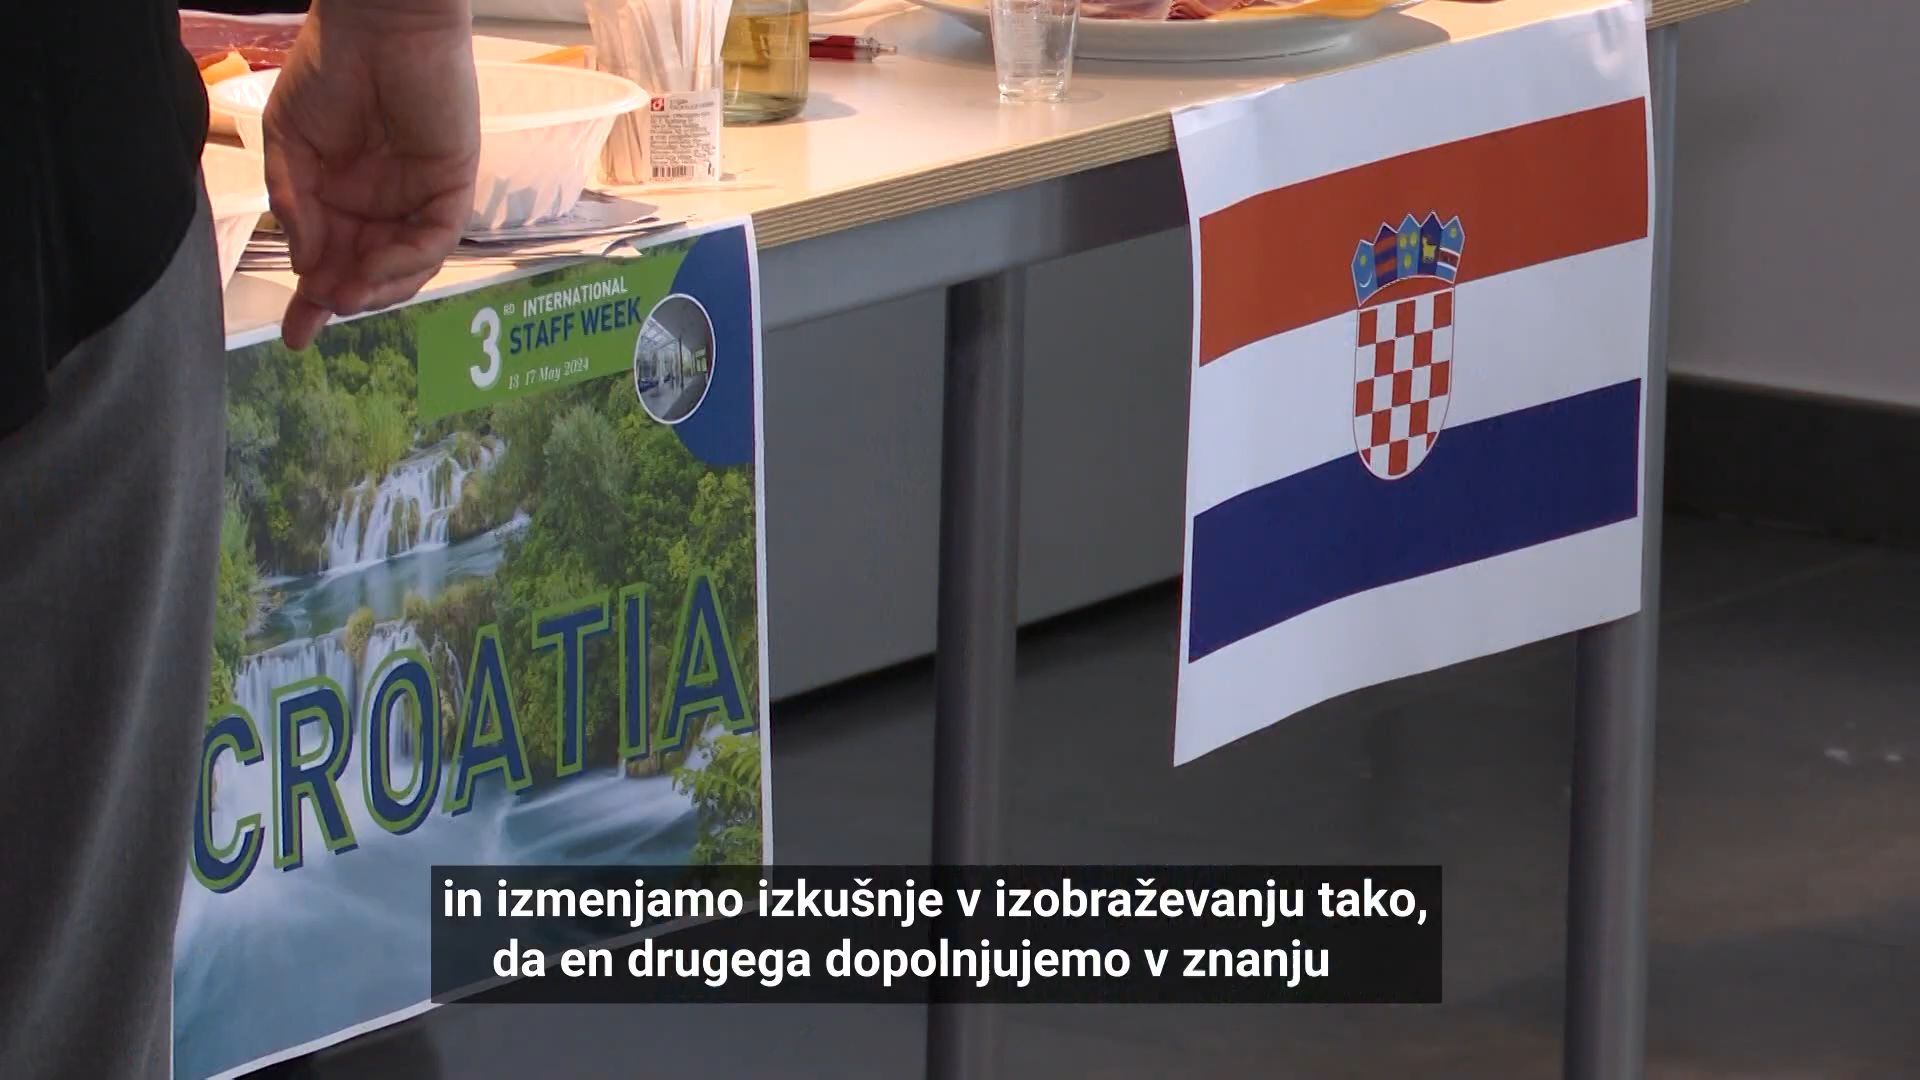 3RD INTERNATIONAL
STAFF WEEK
13-17 May 2024
CROATIA
in izmenjamo izkušnje v izobraževanju tako,
da en drugega dopolnjujemo v znanju